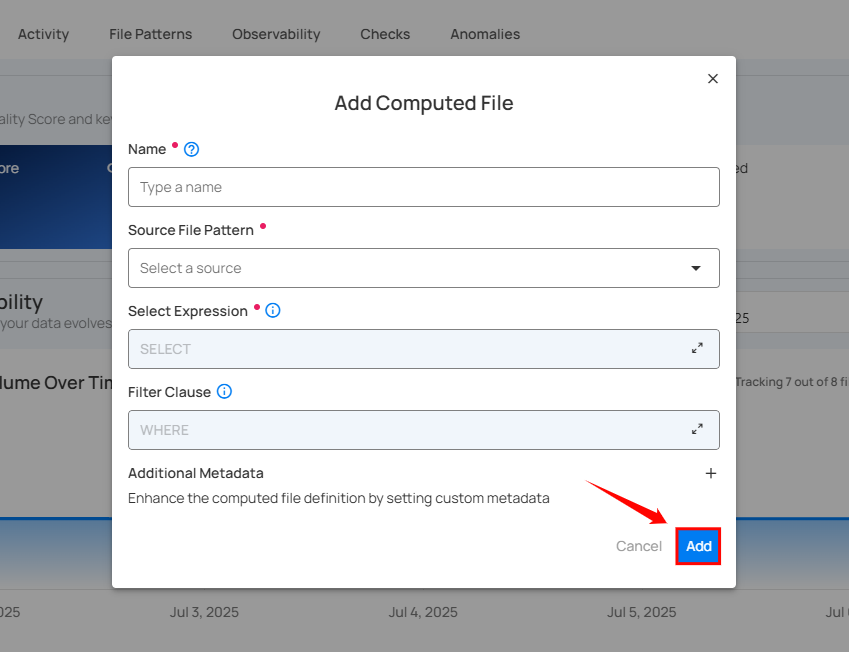 Activity File Patterns Observability Checks Anomalies
Add Computed File
ality Score and ke
Name
Type a name
ore
ed
Source File Pattern
Select a source
Select Expression
bility
your data evolves
25
SELECT
lume Over Tim
Tracking 7 out of 8 fi
Filter Clause
WHERE
Additional Metadata
Enhance the computed file definition by setting custom metadata
Cancel Add
025 Jul 3, 2025 Jul 4, 2025 Jul 5, 2025 Jul